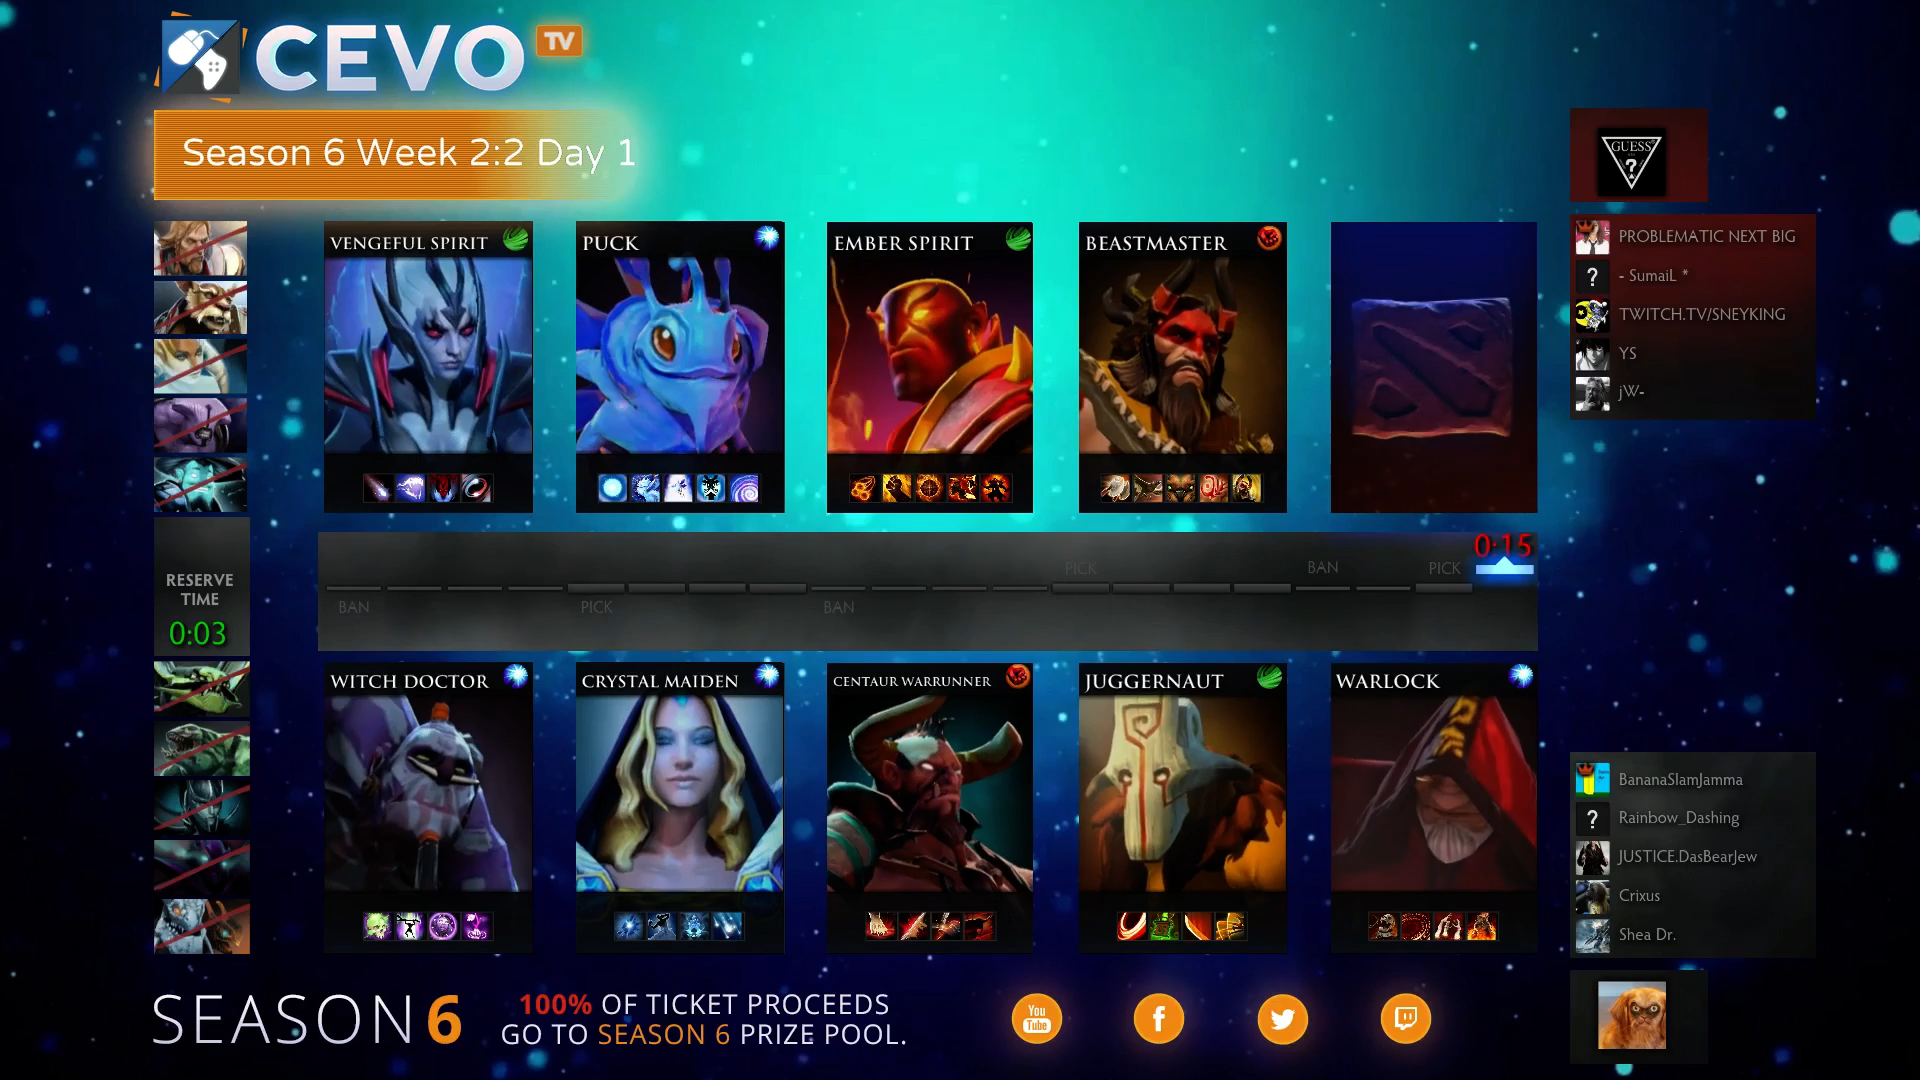 CEVO TV
Season 6 Week 2:2 Day 1
GUESS
?
VENGEFUL SPIRIT
PUCK
EMBER SPIRIT
BEASTMASTER
PROBLEMATIC NEXT BIG
? - SumaiL *
TWITCH.TV/SNEYKING
YS
jW-
RESERVE
TIME
0:03
0:15
PICK
BAN
PICK
BAN
PICK
BAN
WITCH DOCTOR
CRYSTAL MAIDEN
CENTAUR WARRUNNER
JUGGERNAUT
WARLOCK
BananaSlamJamma
? Rainbow_Dashing
JUSTICE.DasBearJew
Crixus
Shea Dr.
SEASON 6
100% OF TICKET PROCEEDS
GO TO SEASON 6 PRIZE POOL.
You
Tube